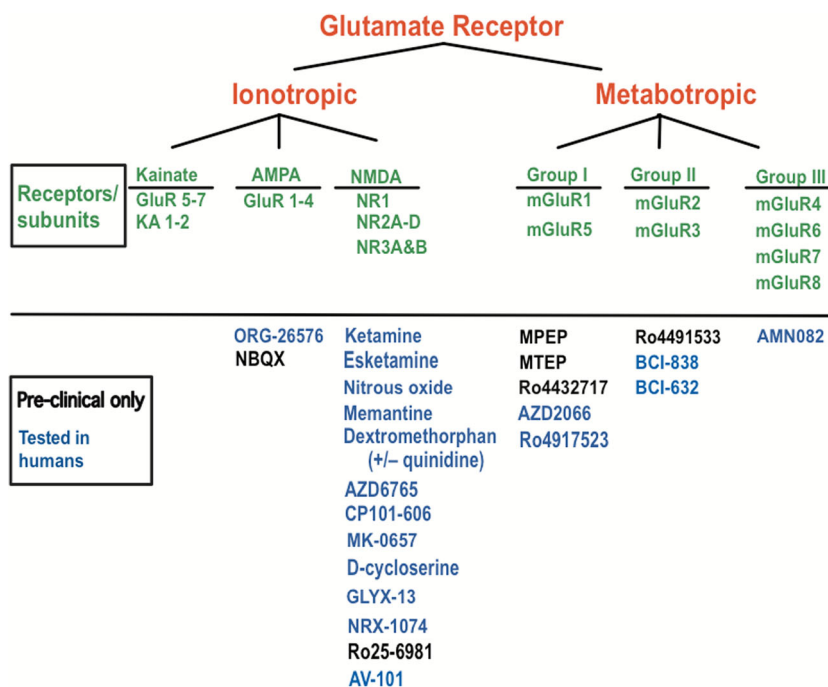 Glutamate Receptor
Ionotropic
Metabotropic
Receptors/
subunits
Kainate
GluR 5-7
KA 1-2
AMPA
GluR 1-4
NMDA
NR1
NR2A-D
NR3A&B
Group I
mGluR1
mGluR5
Group II
mGluR2
mGluR3
Group III
mGluR4
mGluR6
mGluR7
mGluR8
Pre-clinical only
Tested in
humans
ORG-26576
NBQX
Ketamine
Esketamine
Nitrous oxide
Memantine
Dextromethorphan
(+/– quinidine)
AZD6765
CP101-606
MK-0657
D-cycloserine
GLYX-13
NRX-1074
Ro25-6981
AV-101
MPEP
MTEP
Ro4432717
AZD2066
Ro4917523
Ro4491533
BCI-838
BCI-632
AMN082